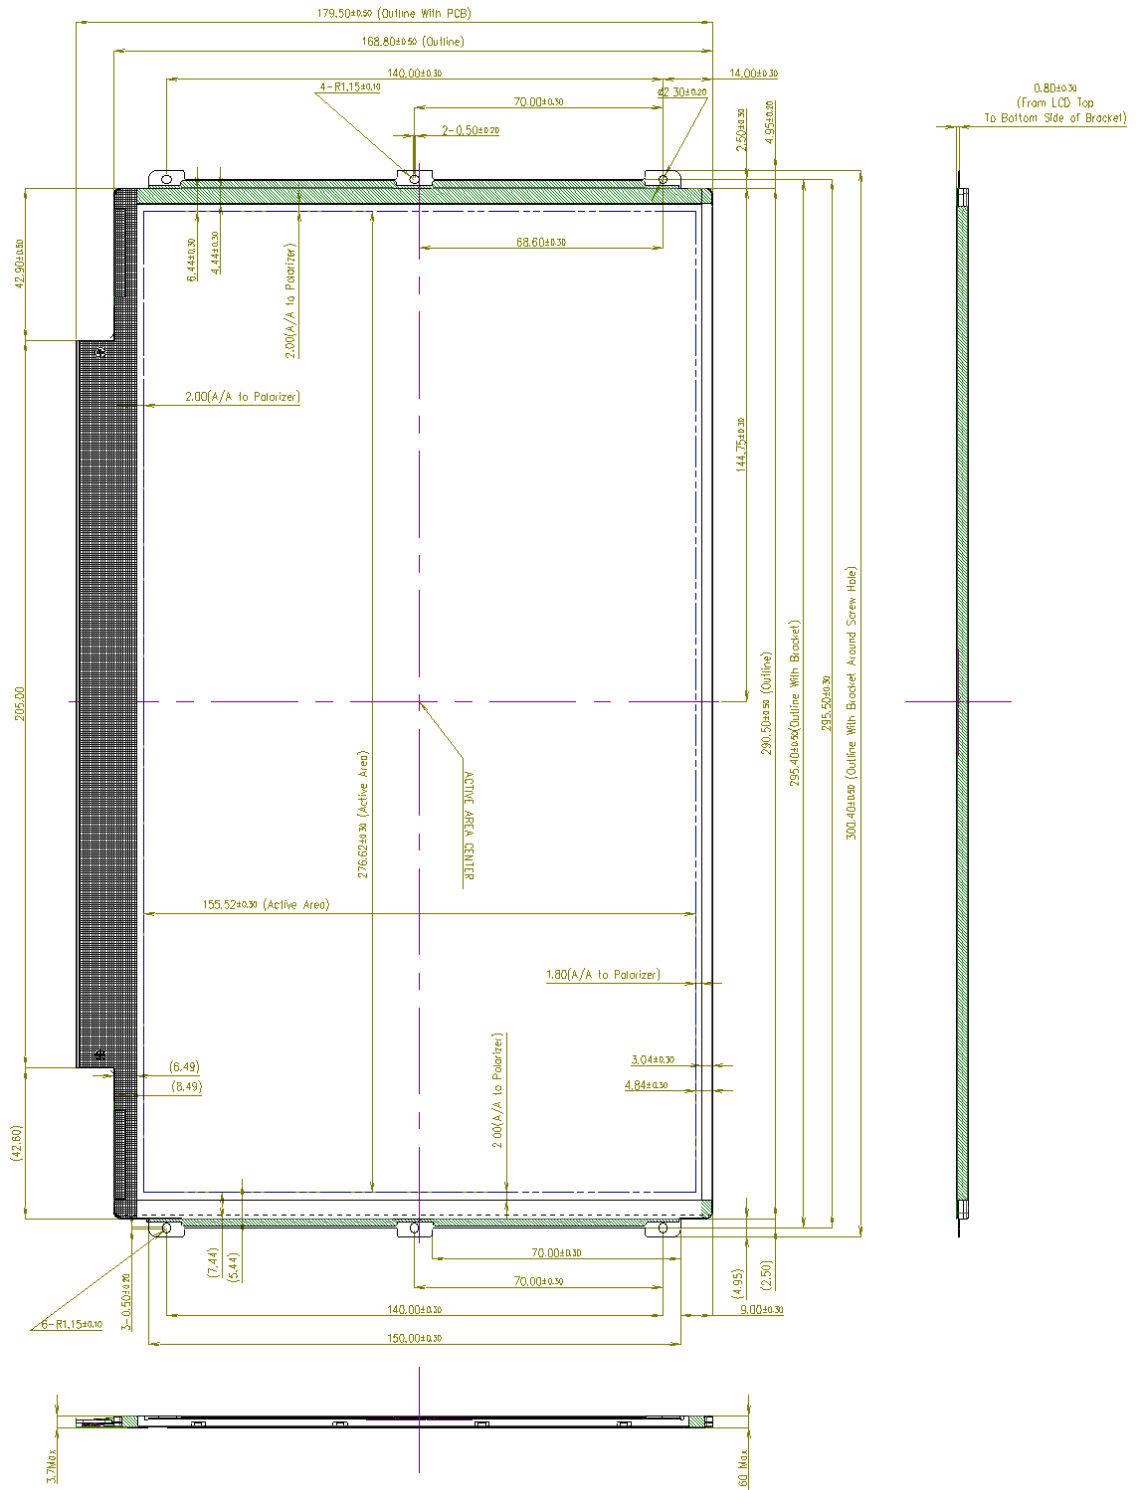 179.50±0.50 (Outline With PCB)
168.80±0.50 (Outline)
140.00±0.30
14.00±0.30
4-R1.15±0.10
70.00±0.30
2-0.50±0.20
2.50±0.30
4.95±0.20
0.80±0.30
(From LCD Top
To Bottom Side of Bracket)
42.90±0.50
6.44±0.30
4.44±0.30
2.00(A/A to Polarizer)
68.60±0.30
2.00(A/A to Polarizer)
144.75±0.30
205.00
276.62±0.30 (Active Area)
ACTIVE AREA CENTER
290.50±0.50 (Outline)
295.40±0.50(Outline With Bracket)
295.50±0.30
300.40±0.50 (Outline With Bracket Around Screw Hole)
155.52±0.30 (Active Area)
1.80(A/A to Polarizer)
3.04±0.30
4.84±0.30
(6.49)
(8.49)
2.00(A/A to Polarizer)
(42.60)
(7.44)
(5.44)
70.00±0.30
70.00±0.30
(4.95)
(2.50)
3-0.50±0.20
6-R1.15±0.10
140.00±0.30
9.00±0.30
150.00±0.30
3.7Max
60 Max